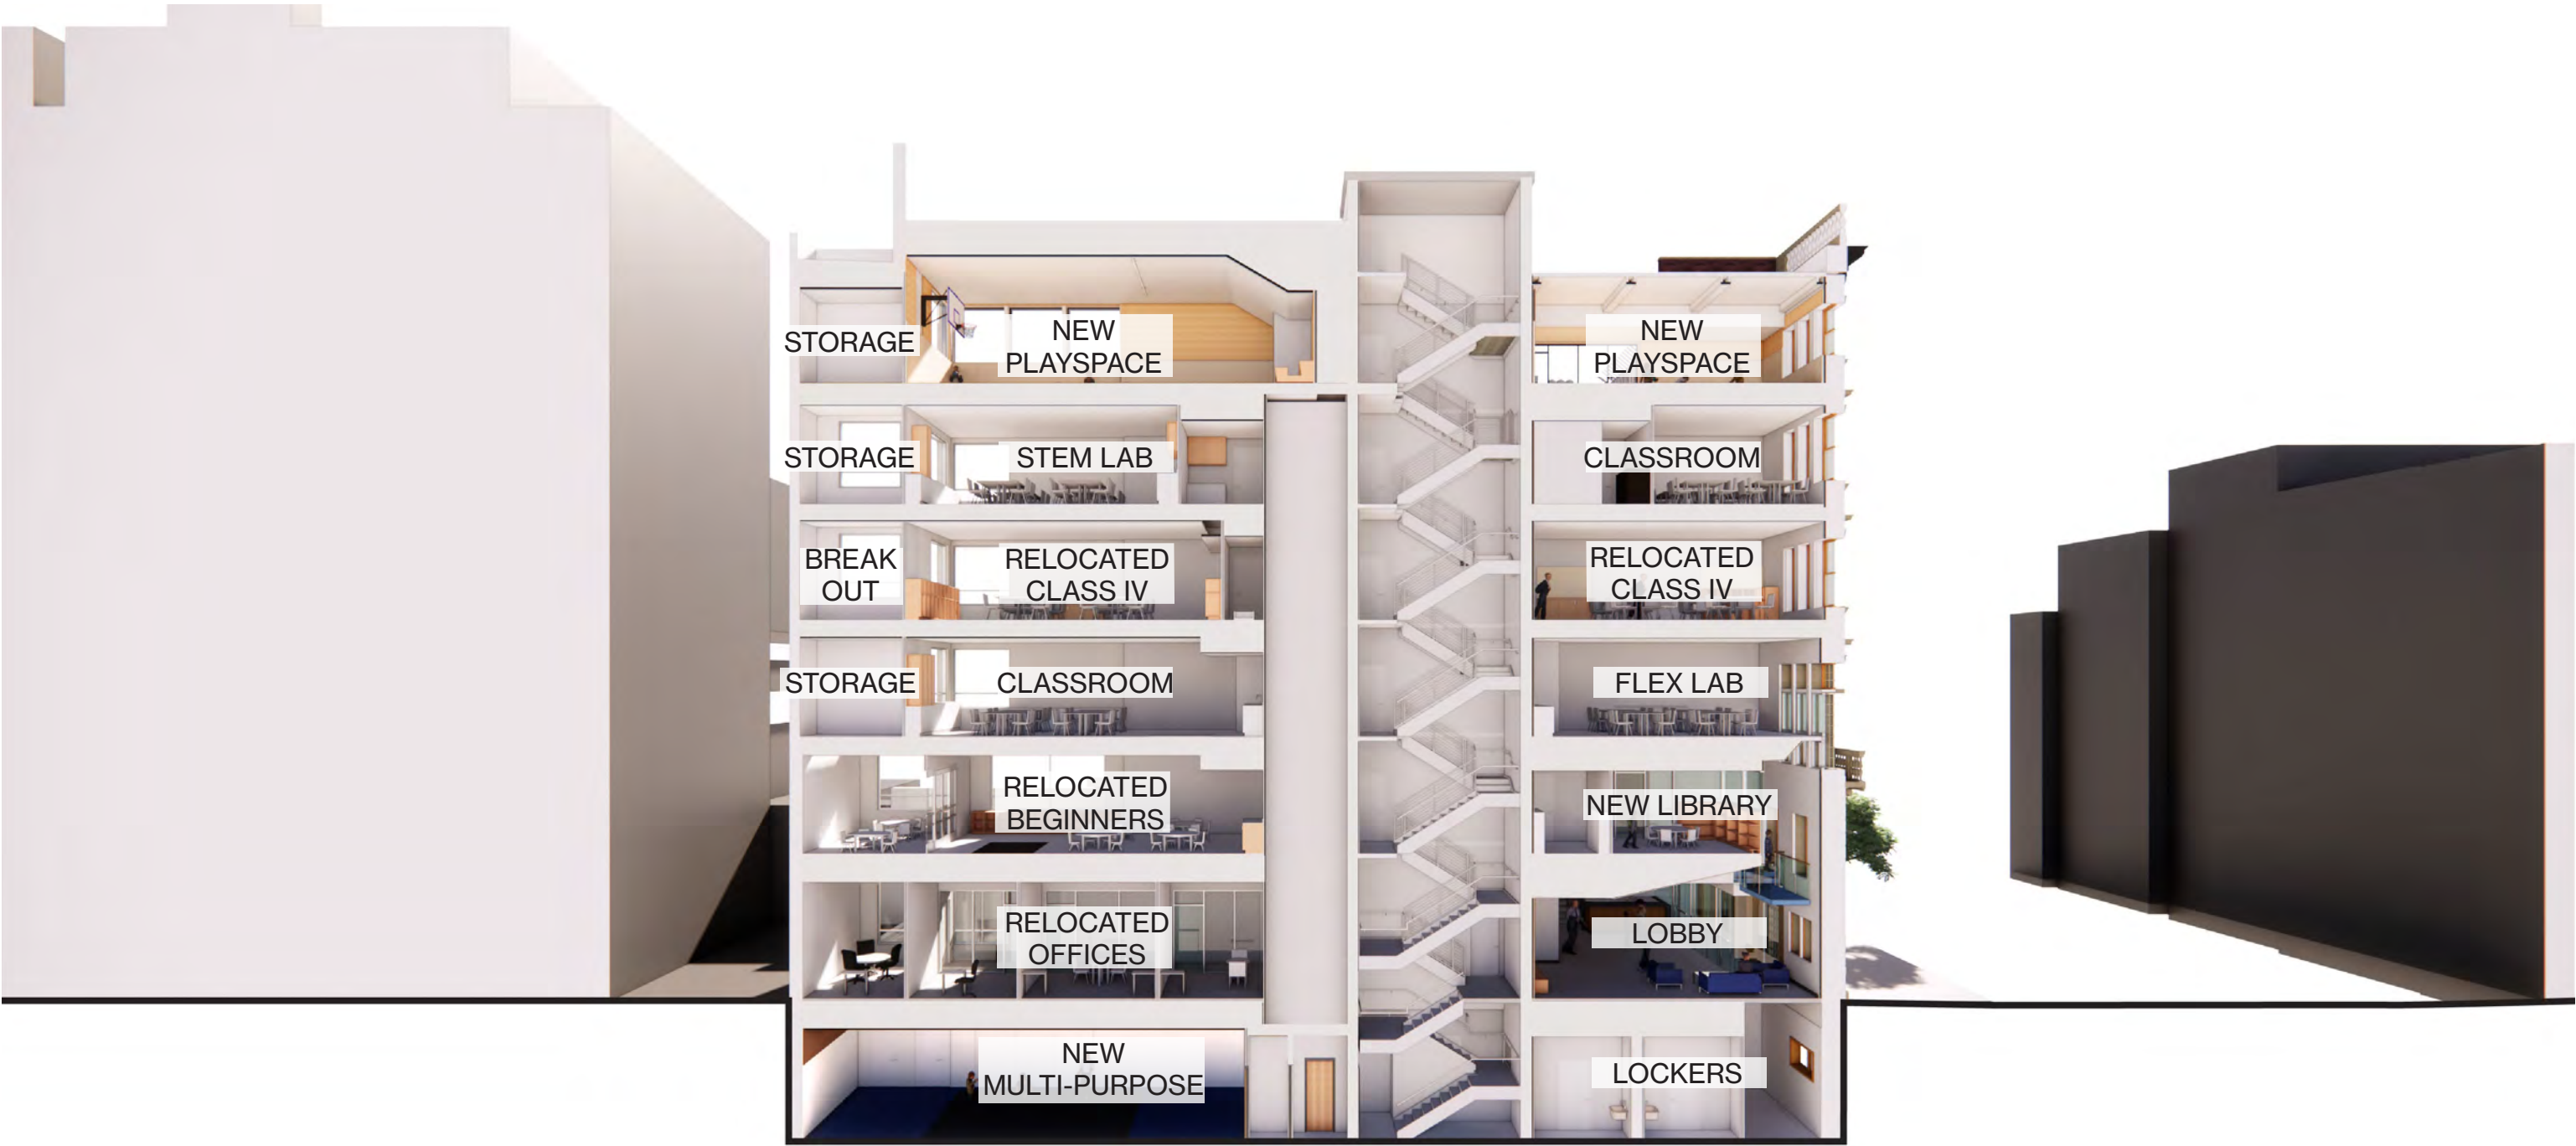 STORAGE
NEW
PLAYSPACE
NEW
PLAYSPACE
STORAGE
STEM LAB
CLASSROOM
BREAK
OUT
RELOCATED
CLASS IV
RELOCATED
CLASS IV
STORAGE
CLASSROOM
FLEX LAB
RELOCATED
BEGINNERS
NEW LIBRARY
RELOCATED
OFFICES
LOBBY
NEW
MULTI-PURPOSE
LOCKERS